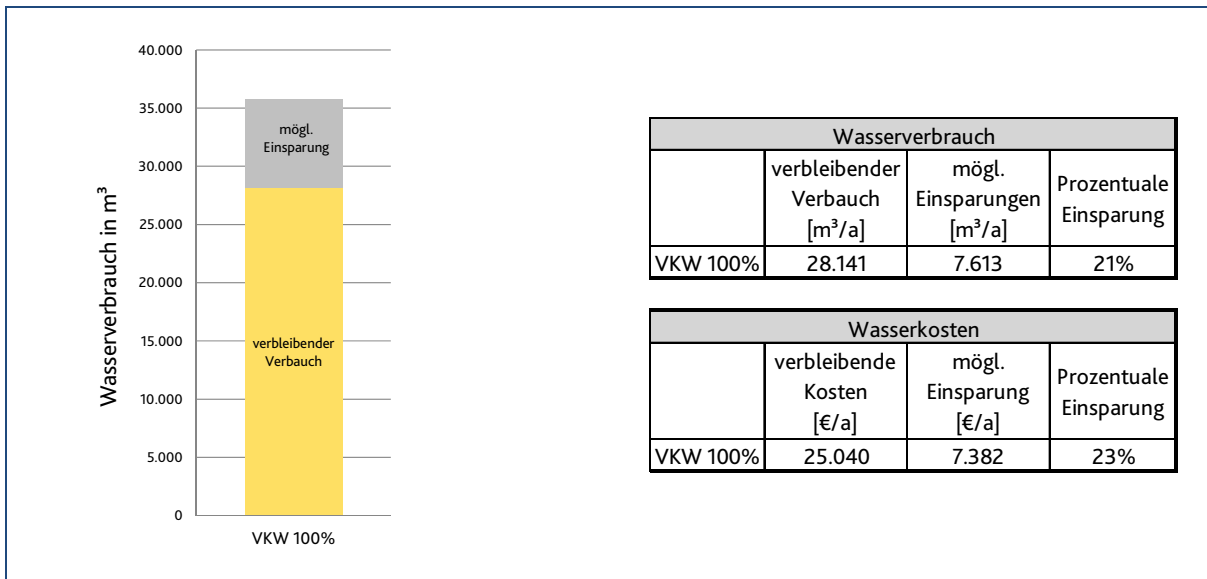 40.000
35.000
30.000
25.000
20.000
15.000
10.000
5.000
0
Wasserverbrauch in m³
mögl.
Einsparung
verbleibender
Verbauch
VKW 100%
Wasserverbrauch
verbleibender
Verbauch
[m³/a]
mögl.
Einsparungen
[m³/a]
Prozentuale
Einsparung
VKW 100% 28.141 7.613 21%
Wasserkosten
verbleibende
Kosten
[€/a]
mögl.
Einsparung
[€/a]
Prozentuale
Einsparung
VKW 100% 25.040 7.382 23%